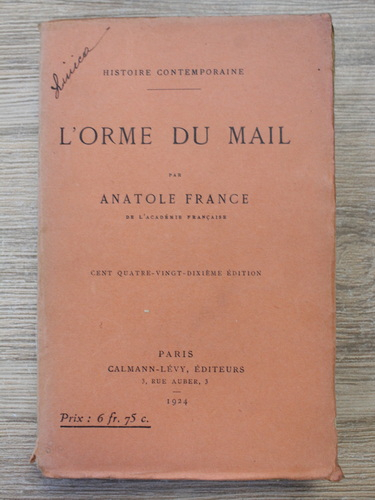 HISTOIRE CONTEMPORAINE
L'ORME DU MAIL
PAR
ANATOLE FRANCE
DE L'ACADÉMIE FRANÇAISE
CENT QUATRE-VINGT-DIXIÈME ÉDITION
PARIS
CALMANN-LÉVY, ÉDITEURS
3, RUE AUBER, 3
1924
Prix : 6 fr. 75 c.